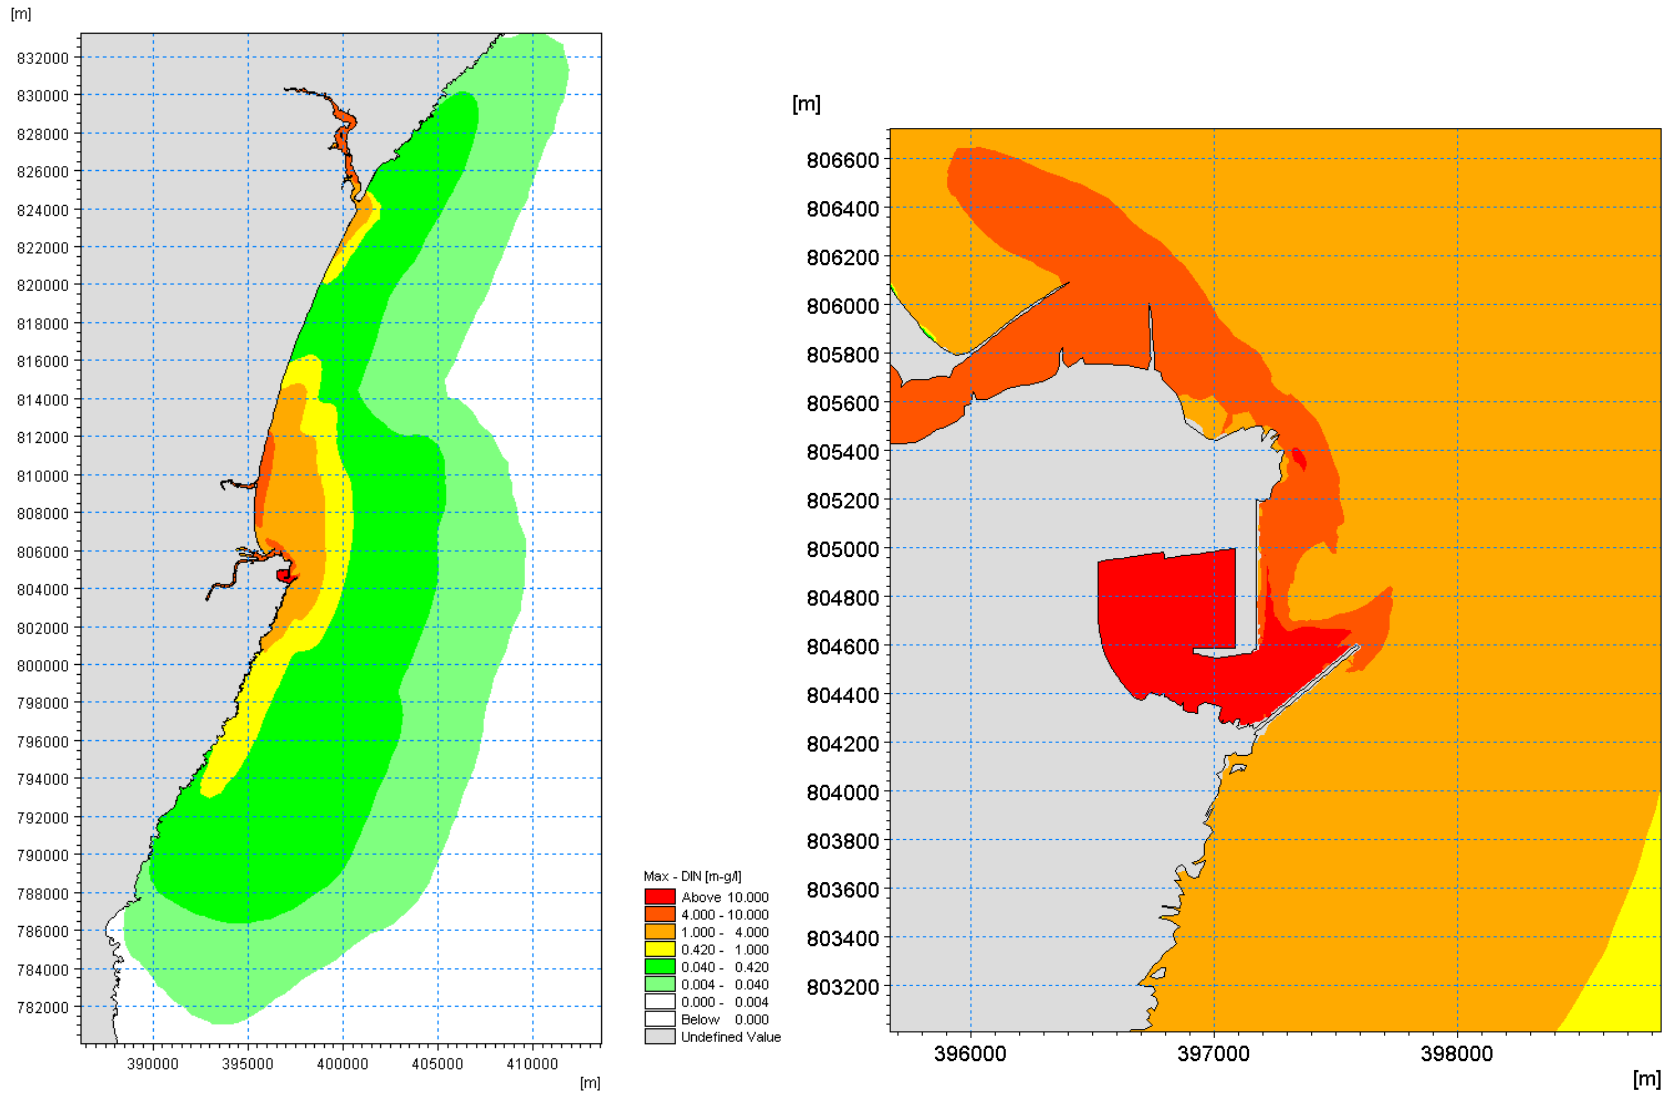 [m]
832000
830000
828000
826000
824000
822000
820000
818000
816000
814000
812000
810000
808000
806000
804000
802000
800000
798000
796000
794000
792000
790000
788000
786000
784000
782000
390000 395000 400000 405000 410000
[m]
Max - DIN [m-g/l]
Above 10.000
4.000 - 10.000
1.000 - 4.000
0.420 - 1.000
0.040 - 0.420
0.004 - 0.040
0.000 - 0.004
Below 0.000
Undefined Value
[m]
806600
806400
806200
806000
805800
805600
805400
805200
805000
804800
804600
804400
804200
804000
803800
803600
803400
803200
396000 397000 398000
[m]